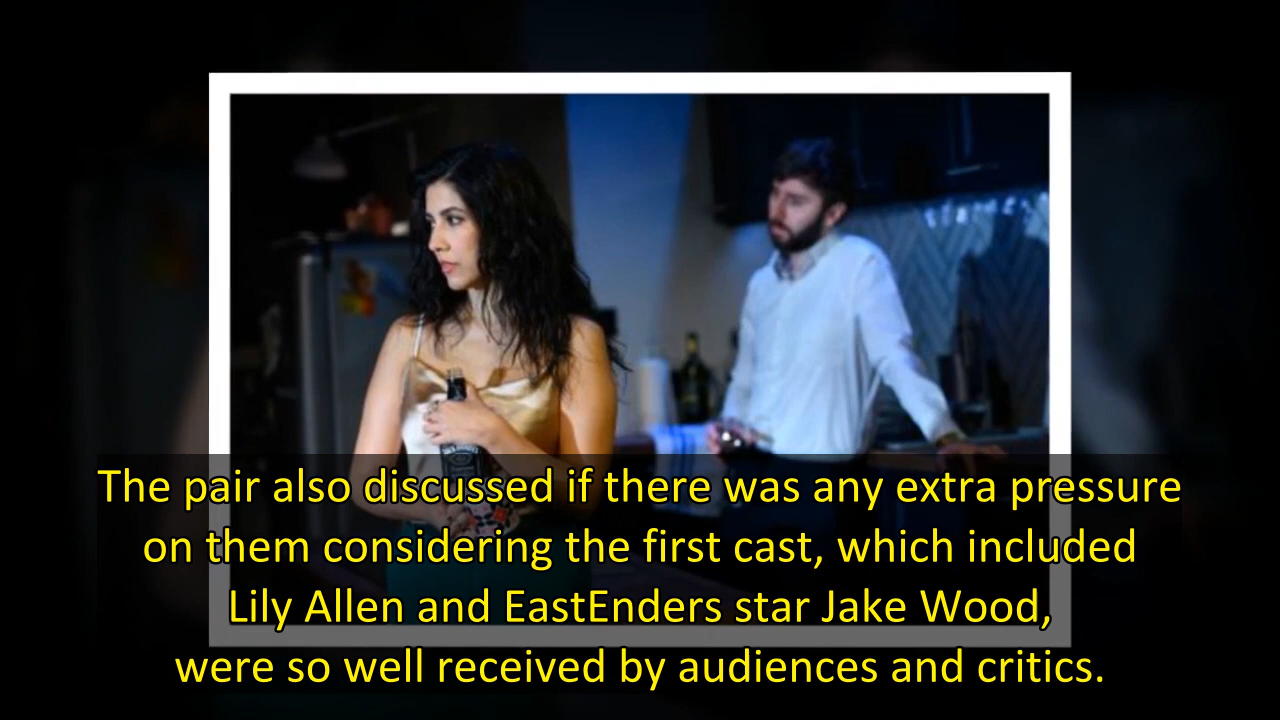 The pair also discussed if there was any extra pressure
on them considering the first cast, which included
Lily Allen and EastEnders star Jake Wood,
were so well received by audiences and critics.